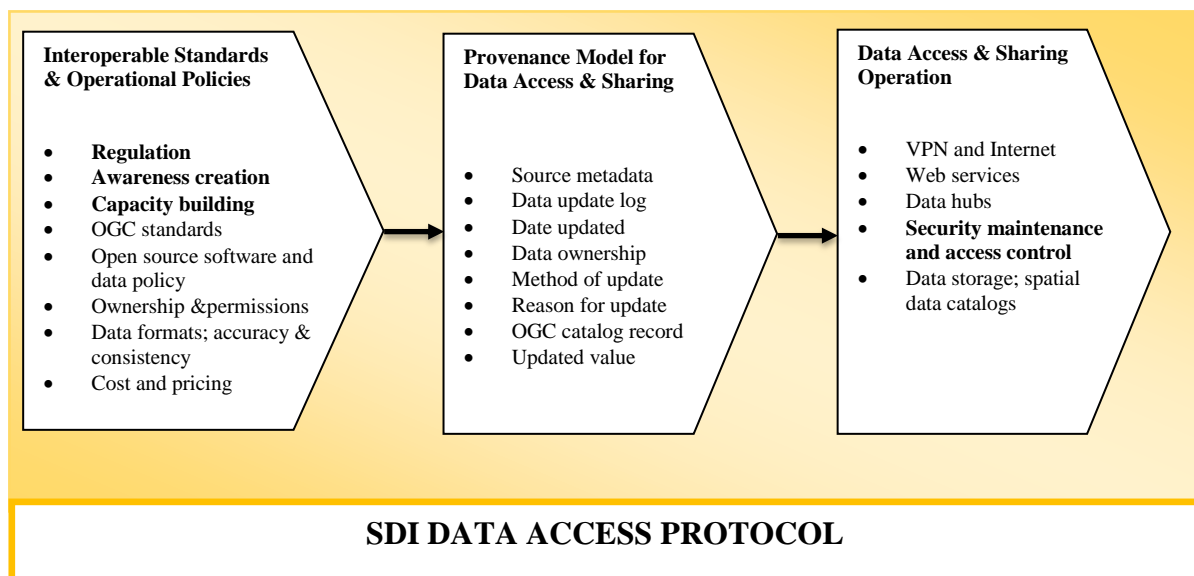 Interoperable Standards
& Operational Policies
• Regulation
• Awareness creation
• Capacity building
• OGC standards
• Open source software and
data policy
• Ownership &permissions
• Data formats; accuracy &
consistency
• Cost and pricing
Provenance Model for
Data Access & Sharing
• Source metadata
• Data update log
• Date updated
• Data ownership
• Method of update
• Reason for update
• OGC catalog record
• Updated value
Data Access & Sharing
Operation
• VPN and Internet
• Web services
• Data hubs
• Security maintenance
and access control
• Data storage; spatial
data catalogs
SDI DATA ACCESS PROTOCOL